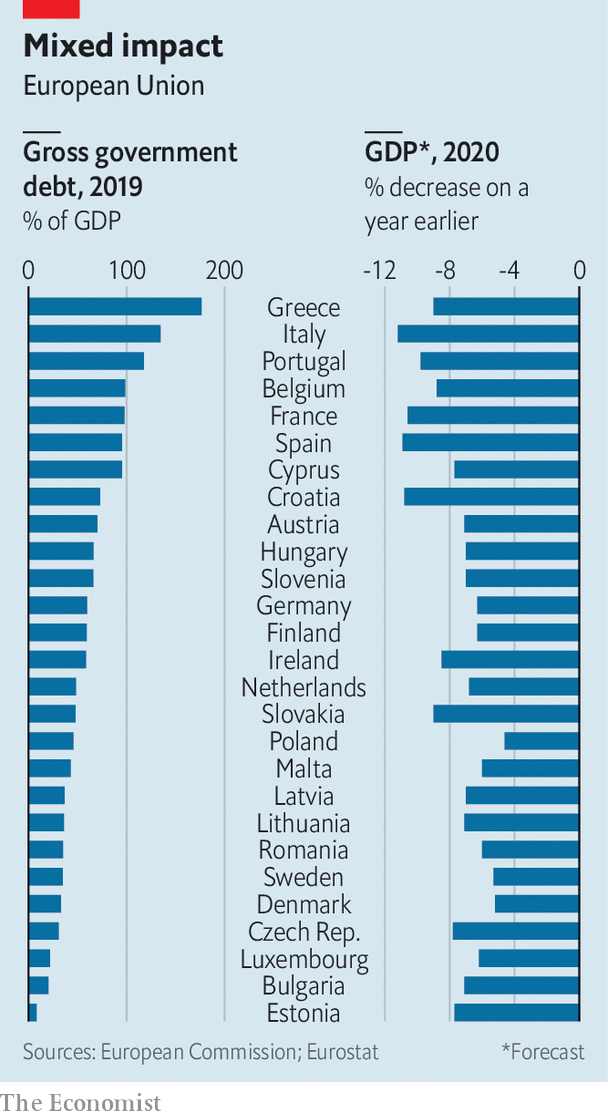 Mixed impact
European Union
Gross government
debt, 2019
% of GDP
GDP*, 2020
% decrease on a
year earlier
0 100 200 -12 -8 -4 0
Greece
Italy
Portugal
Belgium
France
Spain
Cyprus
Croatia
Austria
Hungary
Slovenia
Germany
Finland
Ireland
Netherlands
Slovakia
Poland
Malta
Latvia
Lithuania
Romania
Sweden
Denmark
Czech Rep.
Luxembourg
Bulgaria
Estonia
Sources: European Commission; Eurostat *Forecast
The Economist